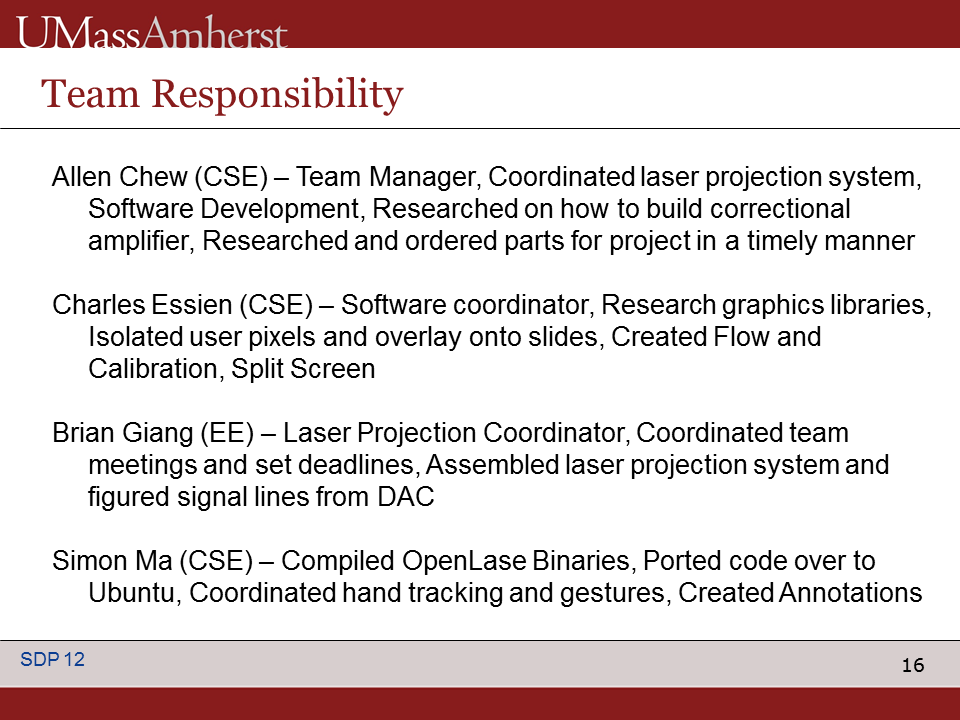 UMassAmherst
Team Responsibility
Allen Chew (CSE) – Team Manager, Coordinated laser projection system,
Software Development, Researched on how to build correctional
amplifier, Researched and ordered parts for project in a timely manner
Charles Essien (CSE) – Software coordinator, Research graphics libraries,
Isolated user pixels and overlay onto slides, Created Flow and
Calibration, Split Screen
Brian Giang (EE) – Laser Projection Coordinator, Coordinated team
meetings and set deadlines, Assembled laser projection system and
figured signal lines from DAC
Simon Ma (CSE) – Compiled OpenLase Binaries, Ported code over to
Ubuntu, Coordinated hand tracking and gestures, Created Annotations
SDP 12
16